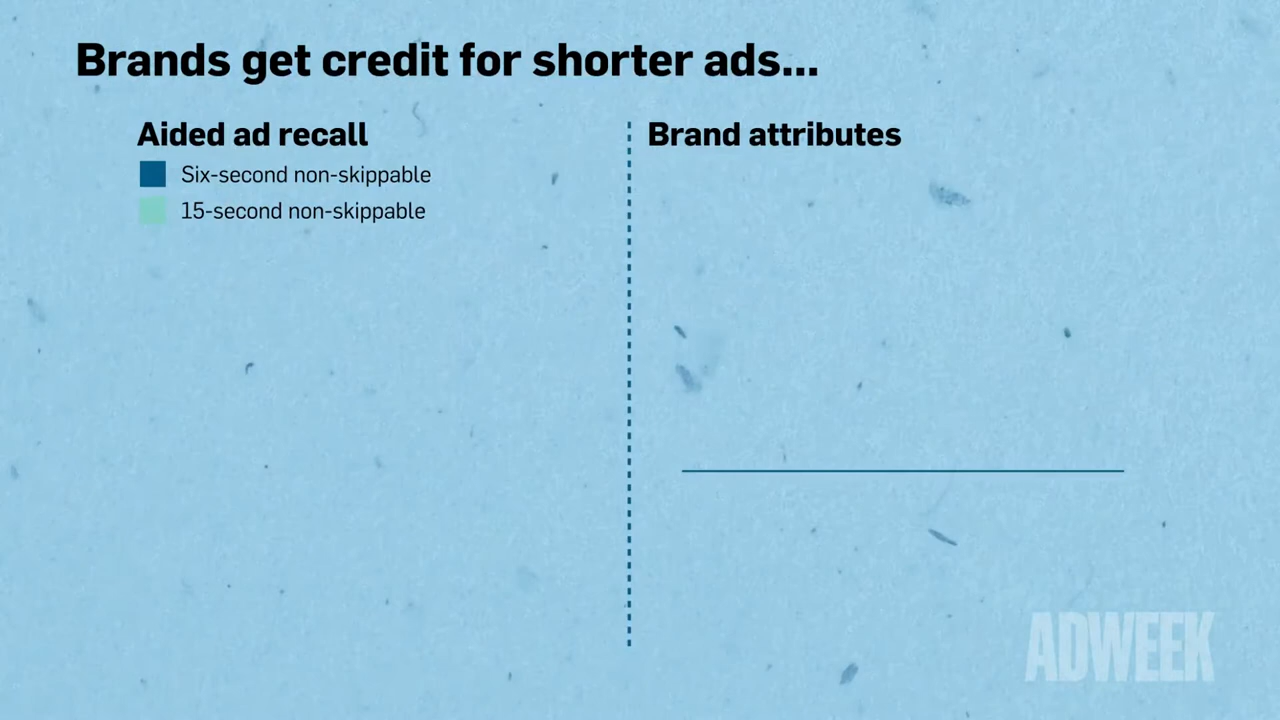 Brands get credit for shorter ads...
Aided ad recall
Six-second non-skippable
15-second non-skippable
Brand attributes
ADWEEK